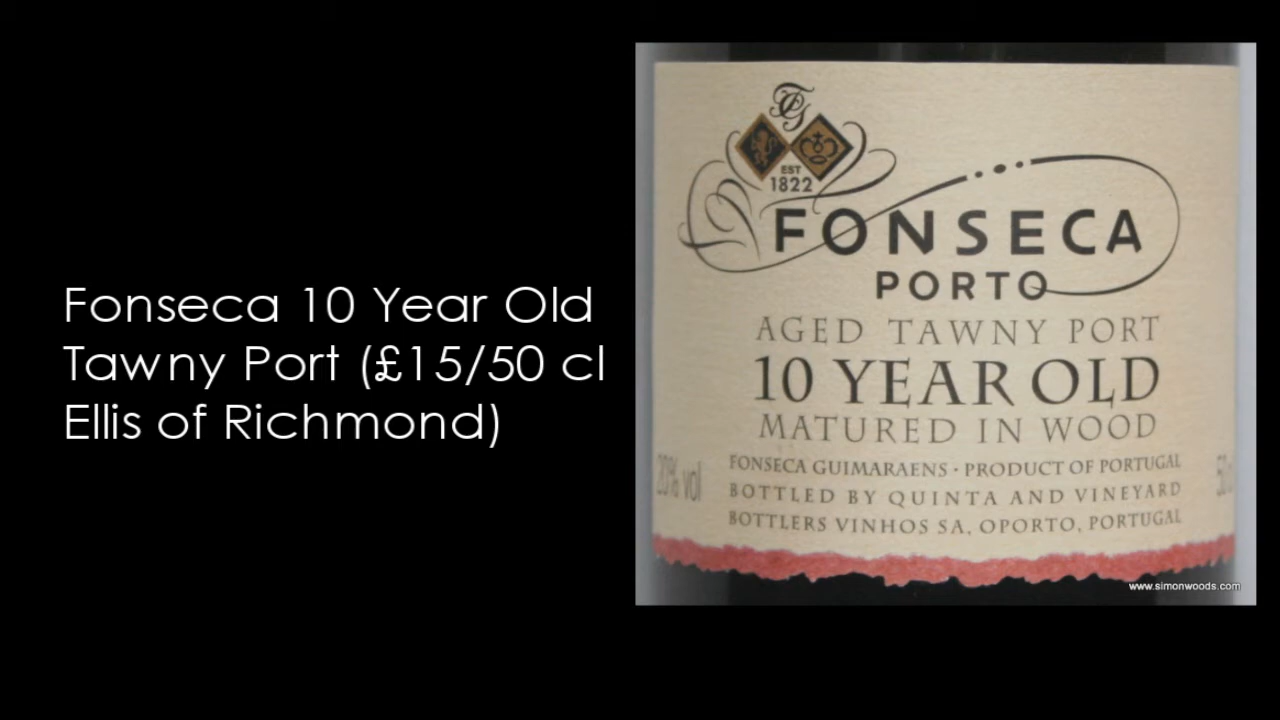 Fonseca 10 Year Old
Tawny Port (£15/50 cl
Ellis of Richmond)
EST
1822
FONSECA
PORTO
AGED TAWNY PORT
10 YEAR OLD
MATURED IN WOOD
FONSECA GUIMARAENS · PRODUCT OF PORTUGAL
20% vol
BOTTLED BY QUINTA AND VINEYARD
BOTTLERS VINHOS SA, OPORTO, PORTUGAL
www.simonwoods.com